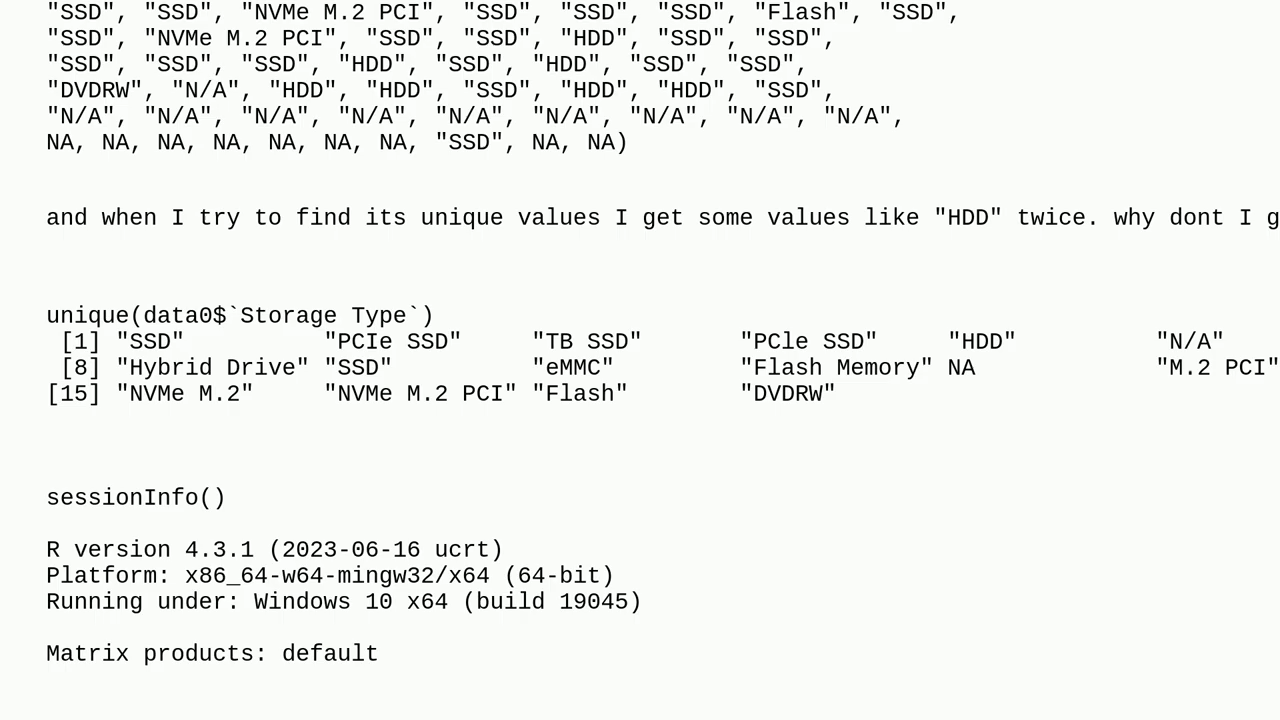 "SSD", "SSD", "NVMe M.2 PCI", "SSD", "SSD", "SSD", "Flash", "SSD",
"SSD", "NVMe M.2 PCI", "SSD", "SSD", "HDD", "SSD", "SSD",
"SSD", "SSD", "SSD", "HDD", "SSD", "HDD", "SSD", "SSD",
"DVDRW", "N/A", "HDD", "HDD", "SSD", "HDD", "HDD", "SSD",
"N/A", "N/A", "N/A", "N/A", "N/A", "N/A", "N/A", "N/A", "N/A",
NA, NA, NA, NA, NA, NA, NA, "SSD", NA, NA)
and when I try to find its unique values I get some values like "HDD" twice. why dont I g
unique(data0$`Storage Type`)
[1] "SSD" "PCIe SSD" "TB SSD" "PCle SSD" "HDD" "N/A"
[8] "Hybrid Drive" "SSD" "eMMC" "Flash Memory" NA "M.2 PCI"
[15] "NVMe M.2" "NVMe M.2 PCI" "Flash" "DVDRW"
sessionInfo()
R version 4.3.1 (2023-06-16 ucrt)
Platform: x86_64-w64-mingw32/x64 (64-bit)
Running under: Windows 10 x64 (build 19045)
Matrix products: default